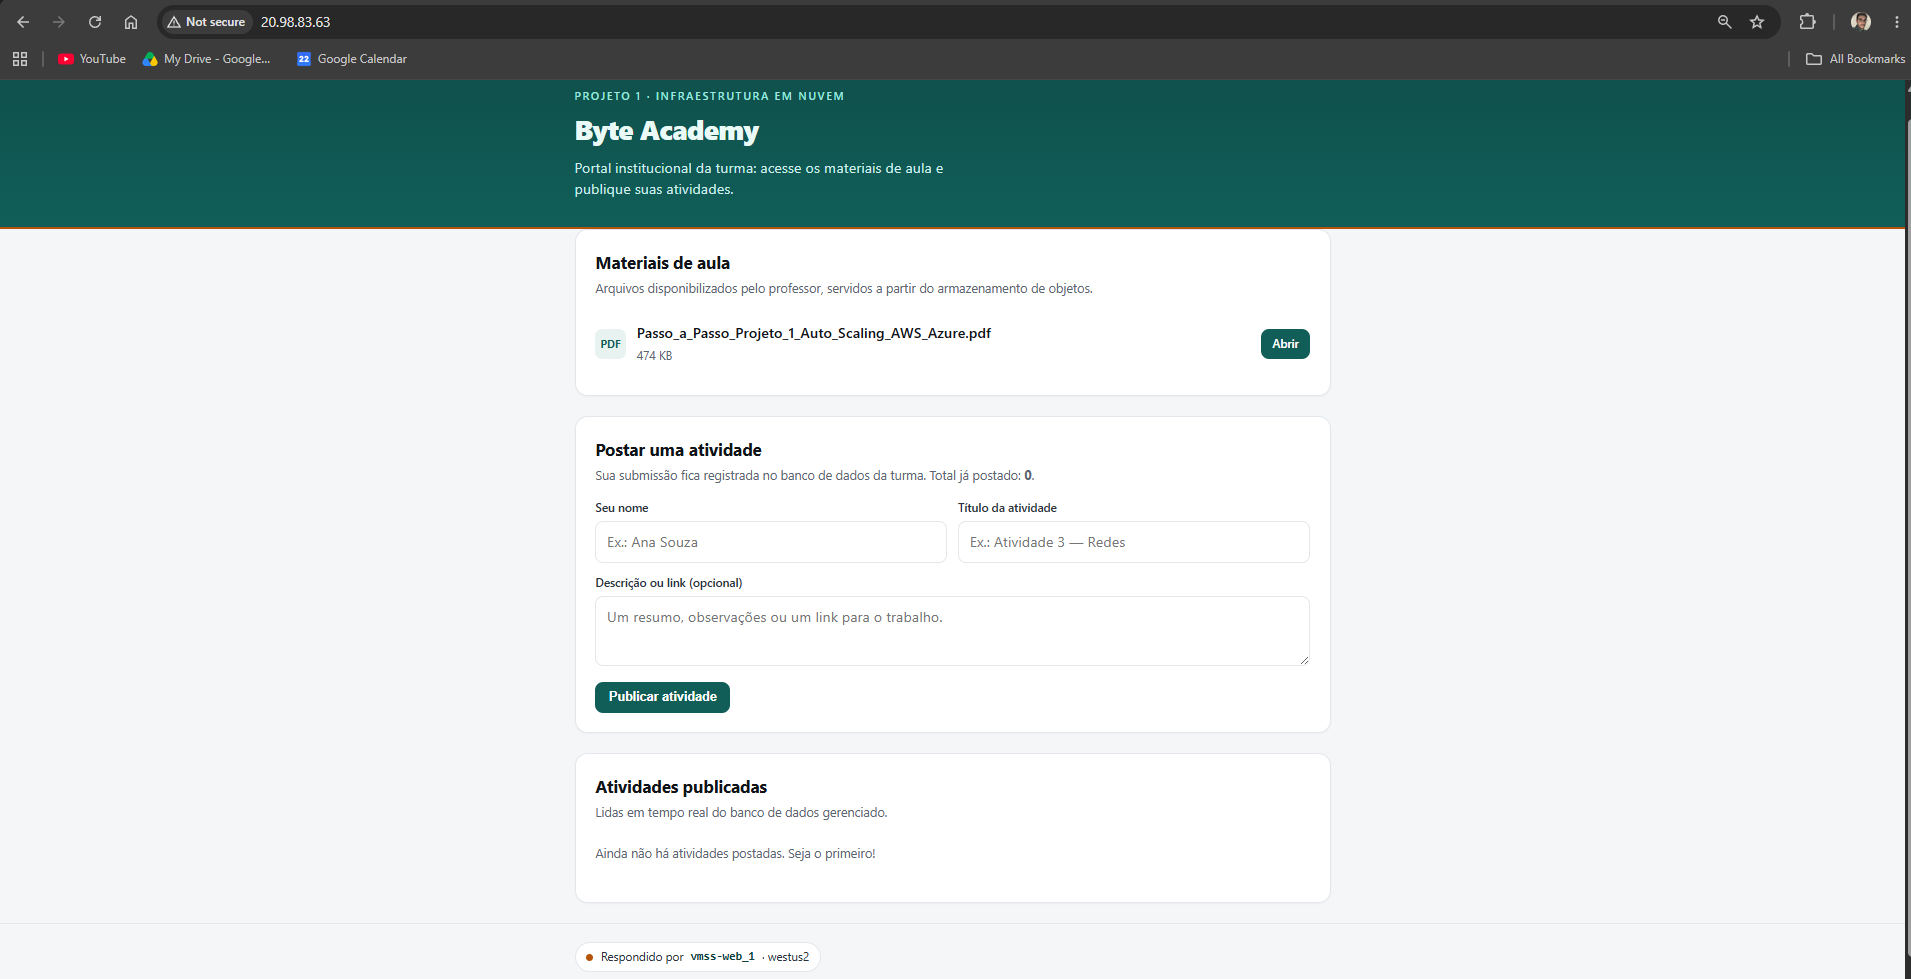 Not secure
20.98.83.63
YouTube
My Drive - Google...
22
Google Calendar
All Bookmarks
PROJETO 1 · INFRAESTRUTURA EM NUVEM
Byte Academy
Portal institucional da turma: acesse os materiais de aula e
publique suas atividades.
Materiais de aula
Arquivos disponibilizados pelo professor, servidos a partir do armazenamento de objetos.
PDF
Passo_a_Passo_Projeto_1_Auto_Scaling_AWS_Azure.pdf
474 KB
Abrir
Postar uma atividade
Sua submissão fica registrada no banco de dados da turma. Total já postado: 0.
Seu nome
Título da atividade
Ex.: Ana Souza
Ex.: Atividade 3 — Redes
Descrição ou link (opcional)
Um resumo, observações ou um link para o trabalho.
Publicar atividade
Atividades publicadas
Lidas em tempo real do banco de dados gerenciado.
Ainda não há atividades postadas. Seja o primeiro!
Respondido por vmss-web_1 · westus2